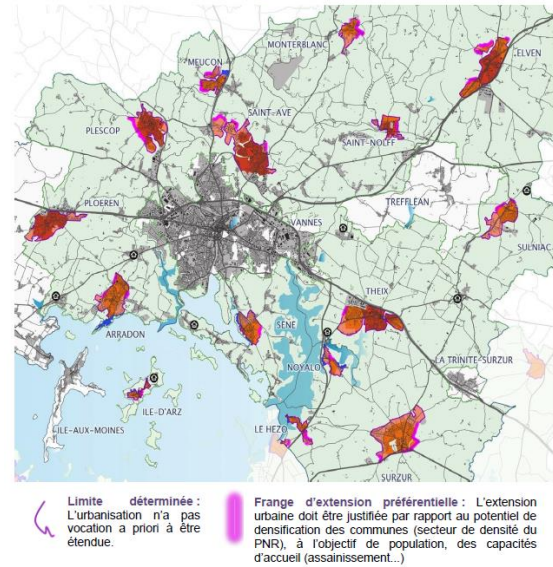 MONTERBLANC
ELVEN
MEUCON
SAINT-AVE
PLESCOP
SAINT-NOLFF
PLOEREN
TREFFLEAN
VANNES
SULNIAC
THEIX
ARRADON
SENE
NOYALO
LA TRINITE-SURZUR
ILE-D'ARZ
ILE-AUX-MOINES
LE HEZO
SURZUR
Limite déterminée :
L'urbanisation n'a pas
vocation a priori à être
étendue.
Frange d'extension préférentielle : L'extension
urbaine doit être justifiée par rapport au potentiel de
densification des communes (secteur de densité du
PNR), à l'objectif de population, des capacités
d'accueil (assainissement...)